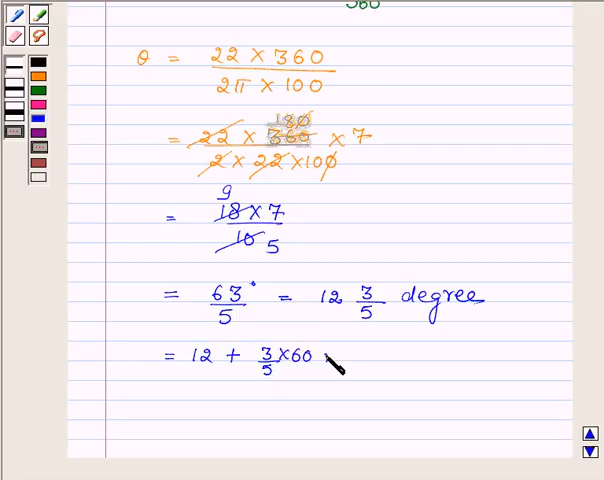 360
θ = 22 × 360 / 2π × 100
= 22 × 360 180 × 7 / 2 × 22 × 100
= 9 18 × 7 / 10 5
= 63/5 ° = 12 3/5 degree
= 12 + 3/5 × 60